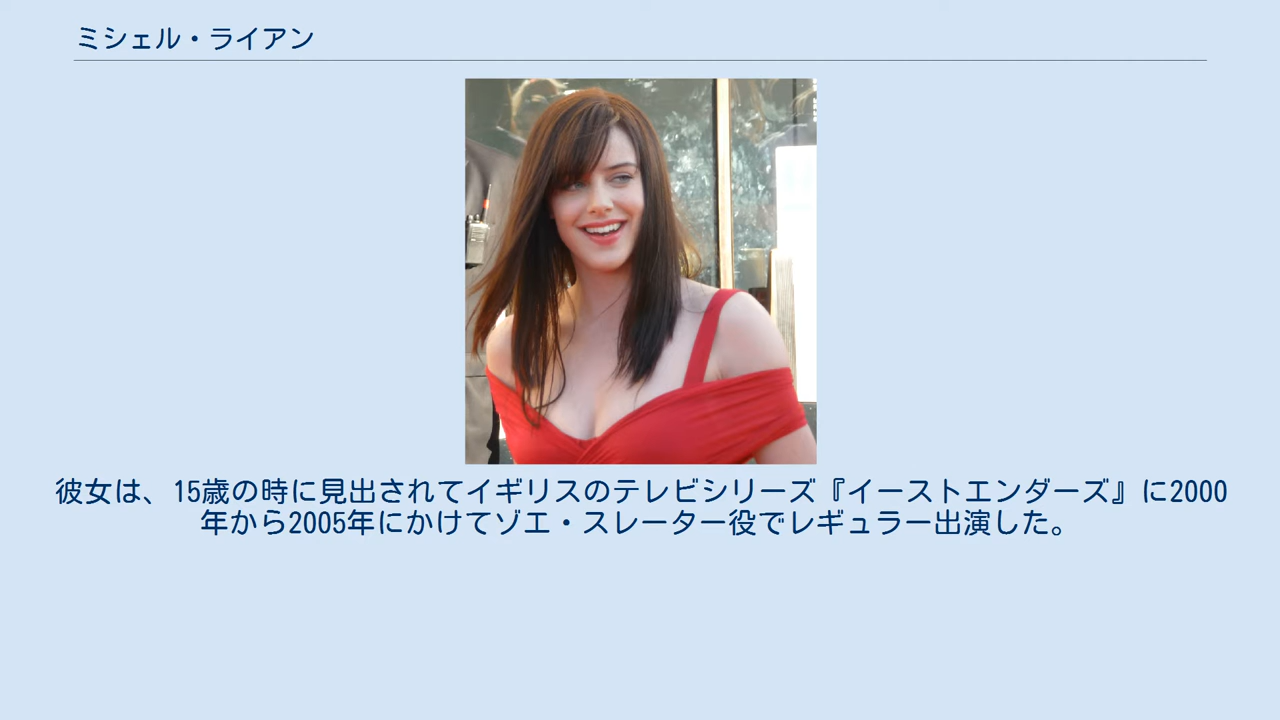 ミシェル・ライアン
彼女は、15歳の時に見出されてイギリスのテレビシリーズ『イーストエンダーズ』に2000
年から2005年にかけてゾエ・スレーター役でレギュラー出演した。